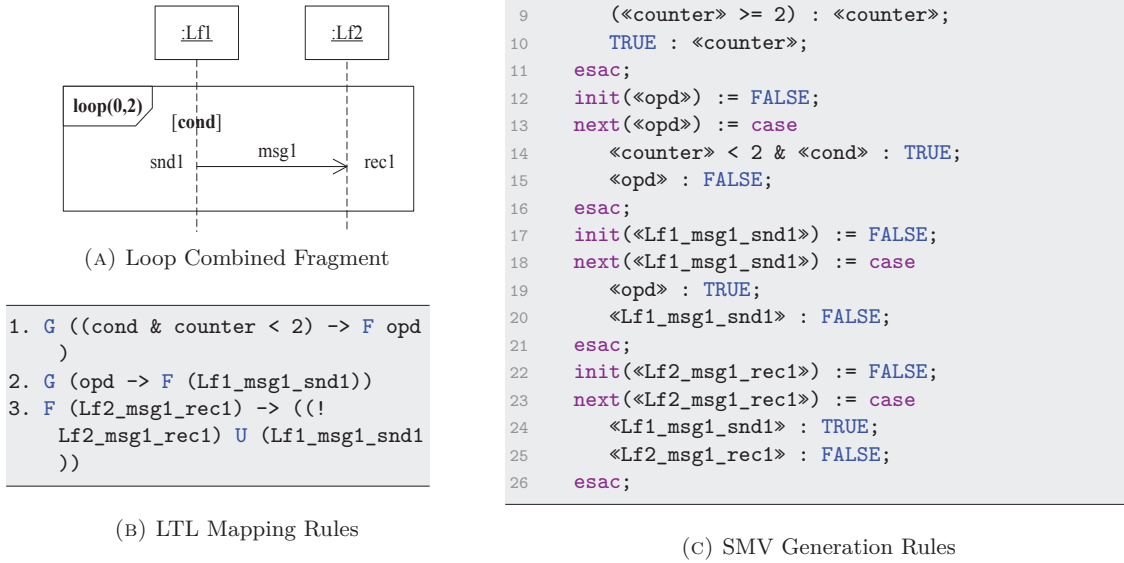 :Lf1
:Lf2
loop(0,2)
[cond]
snd1
msg1
rec1
(A) Loop Combined Fragment
1. G ((cond & counter < 2) -> F opd
)
2. G (opd -> F (Lf1_msg1_snd1))
3. F (Lf2_msg1_rec1) -> ((!
Lf2_msg1_rec1) U (Lf1_msg1_snd1
))
(B) LTL Mapping Rules
9 («counter» >= 2) : «counter»;
10 TRUE : «counter»;
11 esac;
12 init(«opd») := FALSE;
13 next(«opd») := case
14 «counter» < 2 & «cond» : TRUE;
15 «opd» : FALSE;
16 esac;
17 init(«Lf1_msg1_snd1») := FALSE;
18 next(«Lf1_msg1_snd1») := case
19 «opd» : TRUE;
20 «Lf1_msg1_snd1» : FALSE;
21 esac;
22 init(«Lf2_msg1_rec1») := FALSE;
23 next(«Lf2_msg1_rec1») := case
24 «Lf1_msg1_snd1» : TRUE;
25 «Lf2_msg1_rec1» : FALSE;
26 esac;
(C) SMV Generation Rules